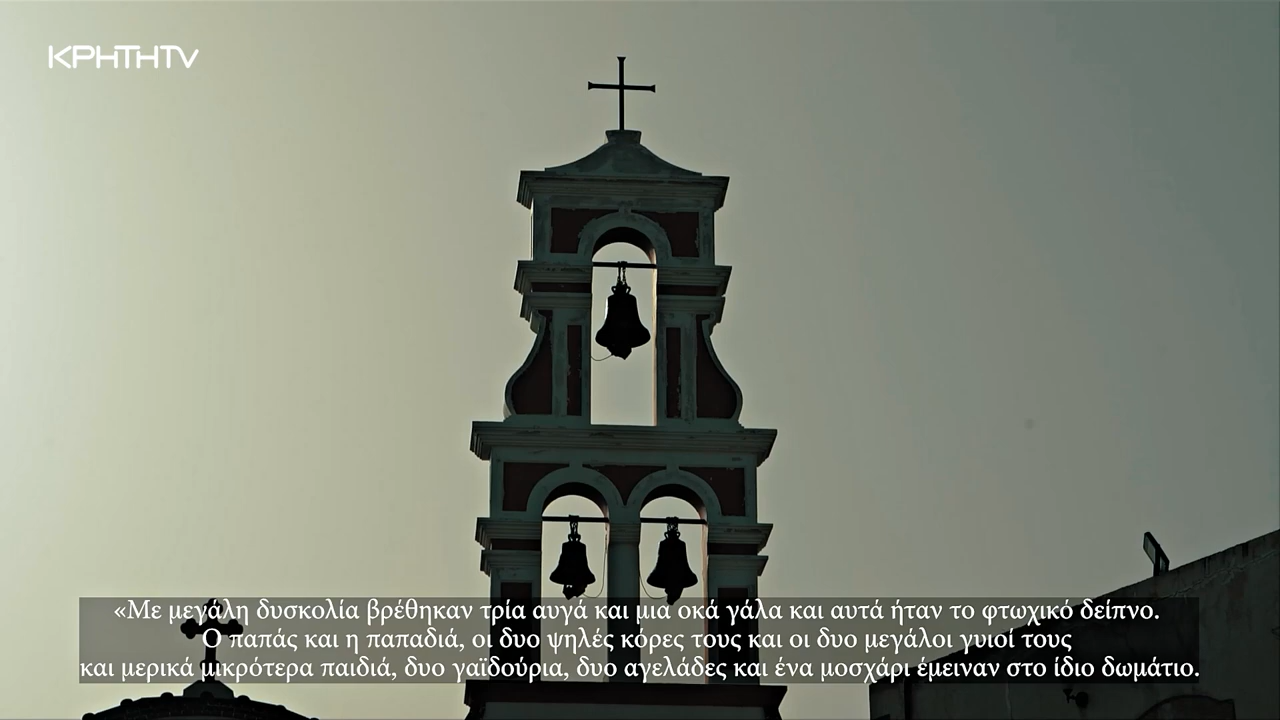 ΚΡΗΤΗTV
«Με μεγάλη δυσκολία βρέθηκαν τρία αυγά και μια οκά γάλα και αυτά ήταν το φτωχικό δείπνο.
Ο παπάς και η παπαδιά, οι δυο ψηλές κόρες τους και οι δυο μεγάλοι γυιοί τους
και μερικά μικρότερα παιδιά, δυο γαϊδούρια, δυο αγελάδες και ένα μοσχάρι έμειναν στο ίδιο δωμάτιο.